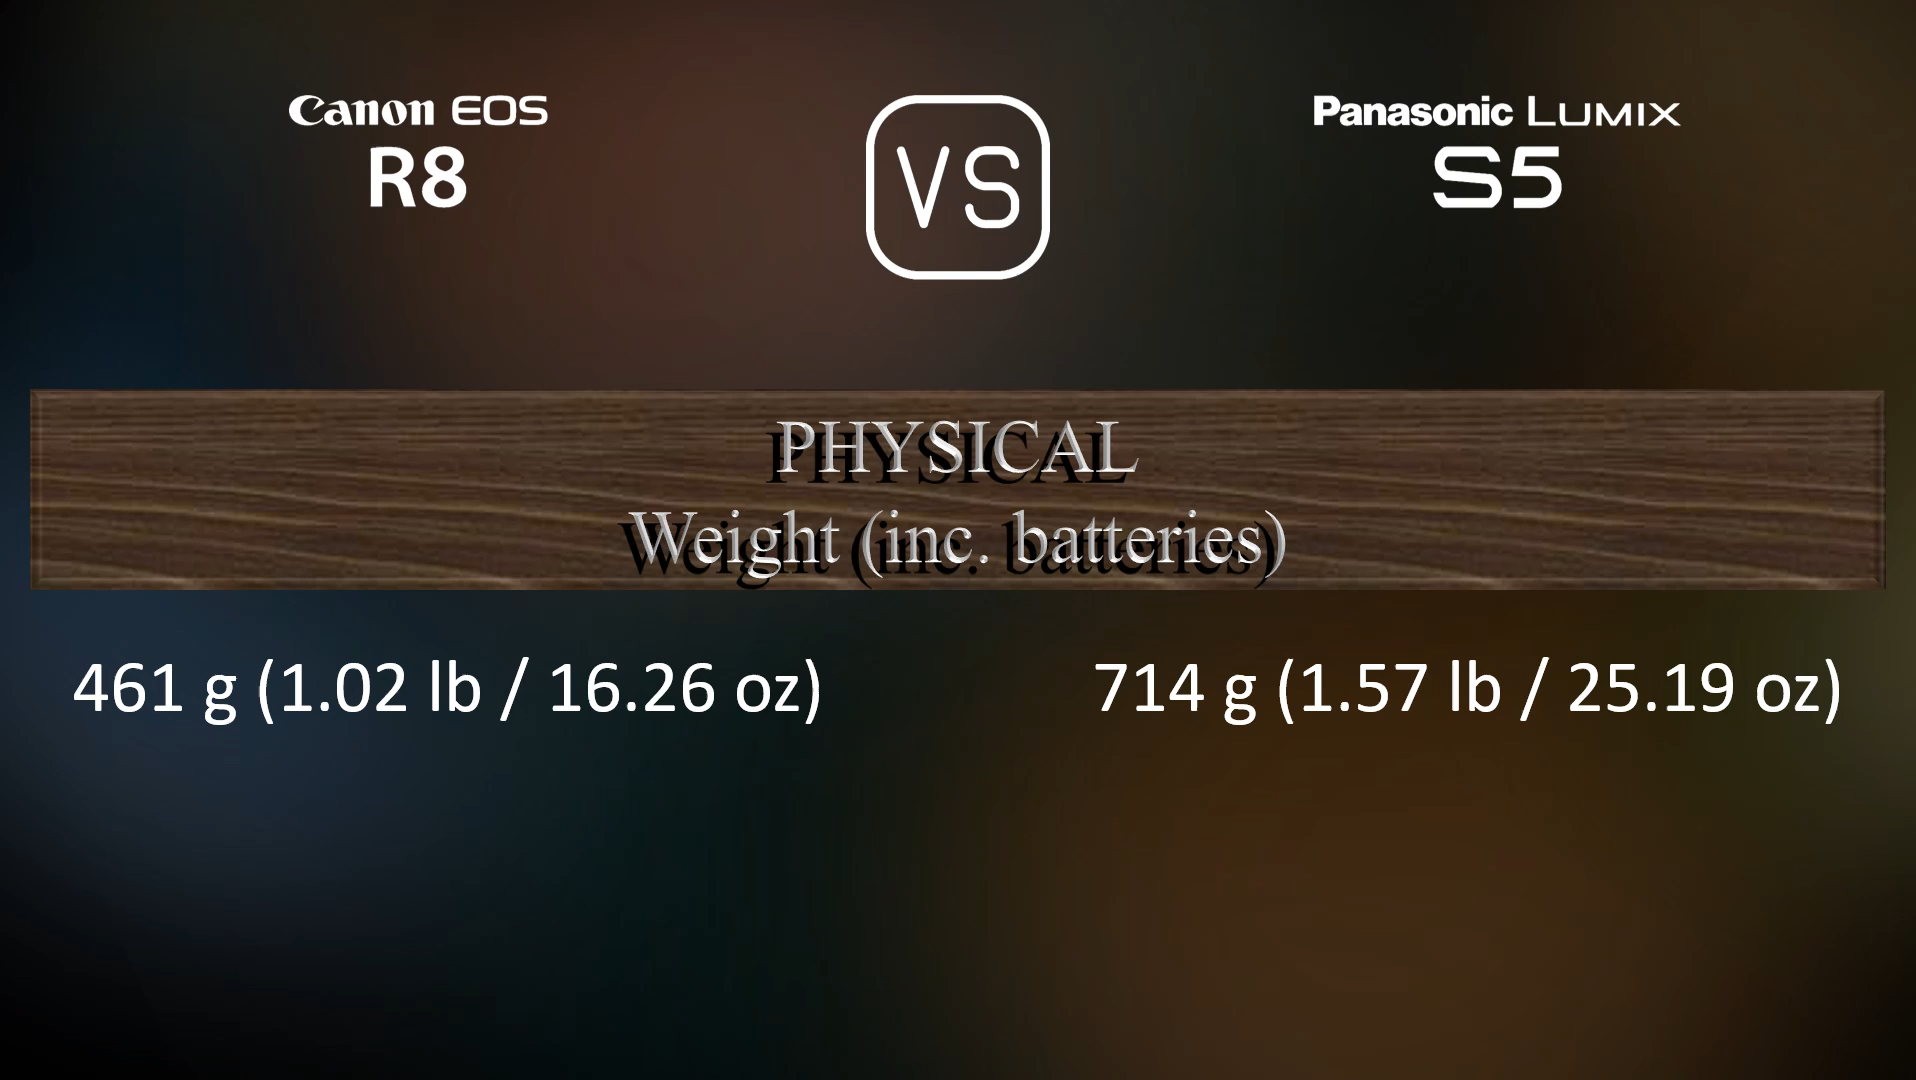 Canon EOS
R8
VS
Panasonic LUMIX
S5
PHYSICAL
Weight (inc. batteries)
461 g (1.02 lb / 16.26 oz)
714 g (1.57 lb / 25.19 oz)